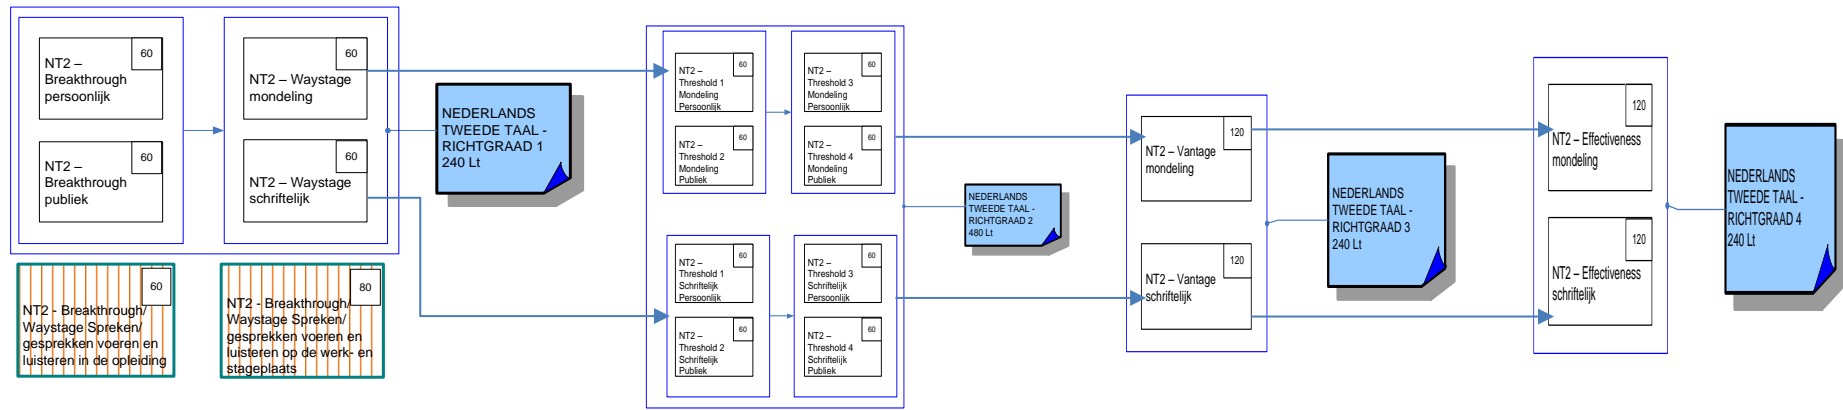 60
NT2 –
Breakthrough
persoonlijk
60
NT2 –
Breakthrough
publiek
60
NT2 – Waystage
mondeling
60
NT2 – Waystage
schriftelijk
NEDERLANDS
TWEEDE TAAL -
RICHTGRAAD 1
240 Lt
60
NT2 - Breakthrough/
Waystage Spreken/
gesprekken voeren en
luisteren in de opleiding
80
NT2 - Breakthrough/
Waystage Spreken/
gesprekken voeren en
luisteren op de werk- en
stageplaats
60
NT2 –
Threshold 1
Mondeling
Persoonlijk
60
NT2 –
Threshold 2
Mondeling
Publiek
60
NT2 –
Threshold 3
Mondeling
Persoonlijk
60
NT2 –
Threshold 4
Mondeling
Publiek
60
NT2 –
Threshold 1
Schriftelijk
Persoonlijk
60
NT2 –
Threshold 2
Schriftelijk
Publiek
60
NT2 –
Threshold 3
Schriftelijk
Persoonlijk
60
NT2 –
Threshold 4
Schriftelijk
Publiek
NEDERLANDS
TWEEDE TAAL -
RICHTGRAAD 2
480 Lt
120
NT2 – Vantage
mondeling
120
NT2 – Vantage
schriftelijk
NEDERLANDS
TWEEDE TAAL -
RICHTGRAAD 3
240 Lt
120
NT2 – Effectiveness
mondeling
120
NT2 – Effectiveness
schriftelijk
NEDERLANDS
TWEEDE TAAL -
RICHTGRAAD 4
240 Lt